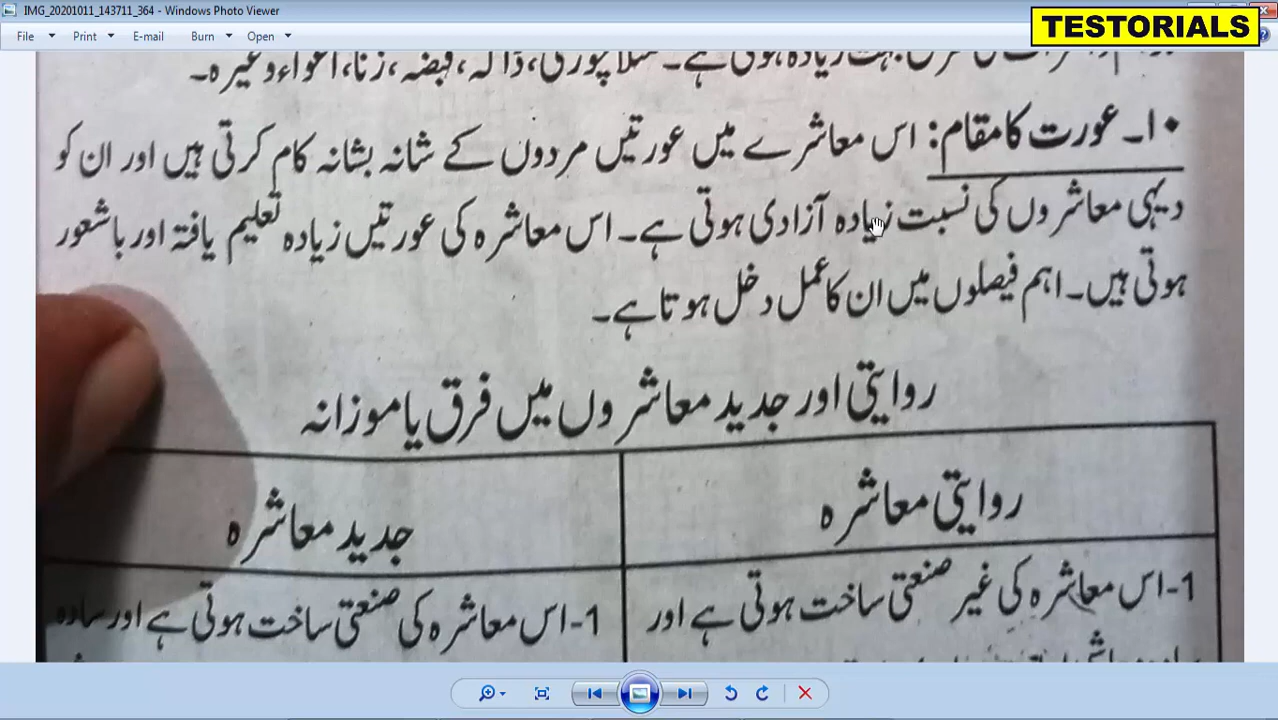 IMG_20201011_143711_364 - Windows Photo Viewer
TESTORIALS
File Print E-mail Burn Open
ہوتی ہے۔ ملاچوری، ڈاکہ، قبضہ، زنا، اغواء وغیرہ۔
۱۰۔ عورت کا مقام: اس معاشرے میں عورتیں مردوں کے شانہ بشانہ کام کرتی ہیں اور ان کو
دیہی معاشروں کی نسبت زیادہ آزادی ہوتی ہے۔ اس معاشرہ کی عورتیں زیادہ تعلیم یافتہ اور باشعور
ہوتی ہیں۔ اہم فیصلوں میں ان کا عمل دخل ہوتا ہے۔
روایتی اور جدید معاشروں میں فرق یا موزانہ
روایتی معاشرہ
جدید معاشرہ
1-اس معاشرہ کی غیر صنعتی ساخت ہوتی ہے اور
1-اس معاشرہ کی صنعتی ساخت ہوتی ہے اور سادہ